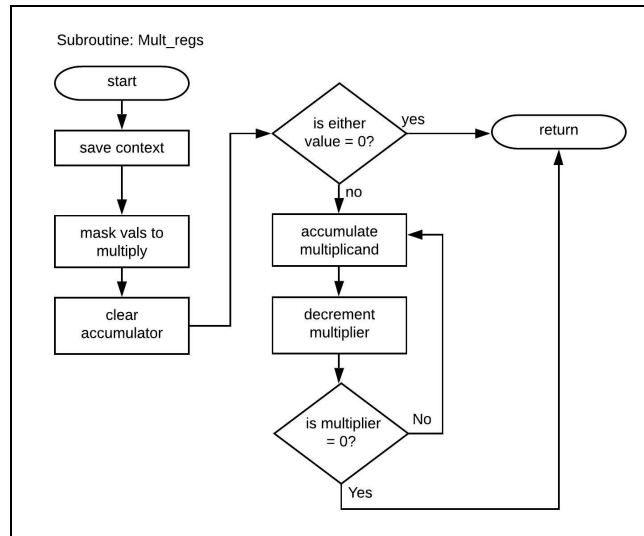 Subroutine: Mult_regs
start
save context
mask vals to
multiply
clear
accumulator
is either
value = 0?
yes
return
no
accumulate
multiplicand
decrement
multiplier
is multiplier
= 0?
No
Yes